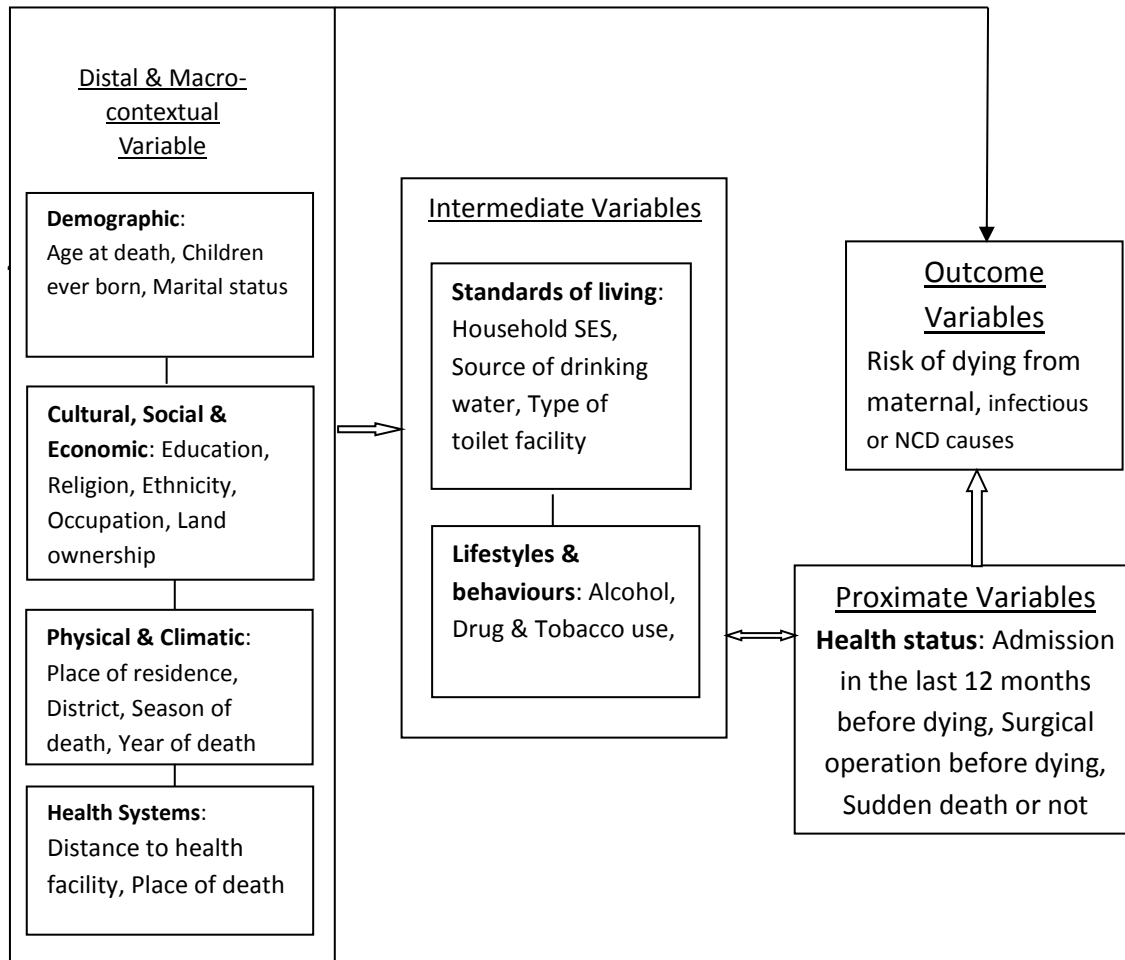 Distal & Macro-
contextual
Variable
Demographic:
Age at death, Children
ever born, Marital status
Cultural, Social &
Economic: Education,
Religion, Ethnicity,
Occupation, Land
ownership
Physical & Climatic:
Place of residence,
District, Season of
death, Year of death
Health Systems:
Distance to health
facility, Place of death
Intermediate Variables
Standards of living:
Household SES,
Source of drinking
water, Type of
toilet facility
Lifestyles &
behaviours: Alcohol,
Drug & Tobacco use,
Outcome
Variables
Risk of dying from
maternal, infectious
or NCD causes
Proximate Variables
Health status: Admission
in the last 12 months
before dying, Surgical
operation before dying,
Sudden death or not